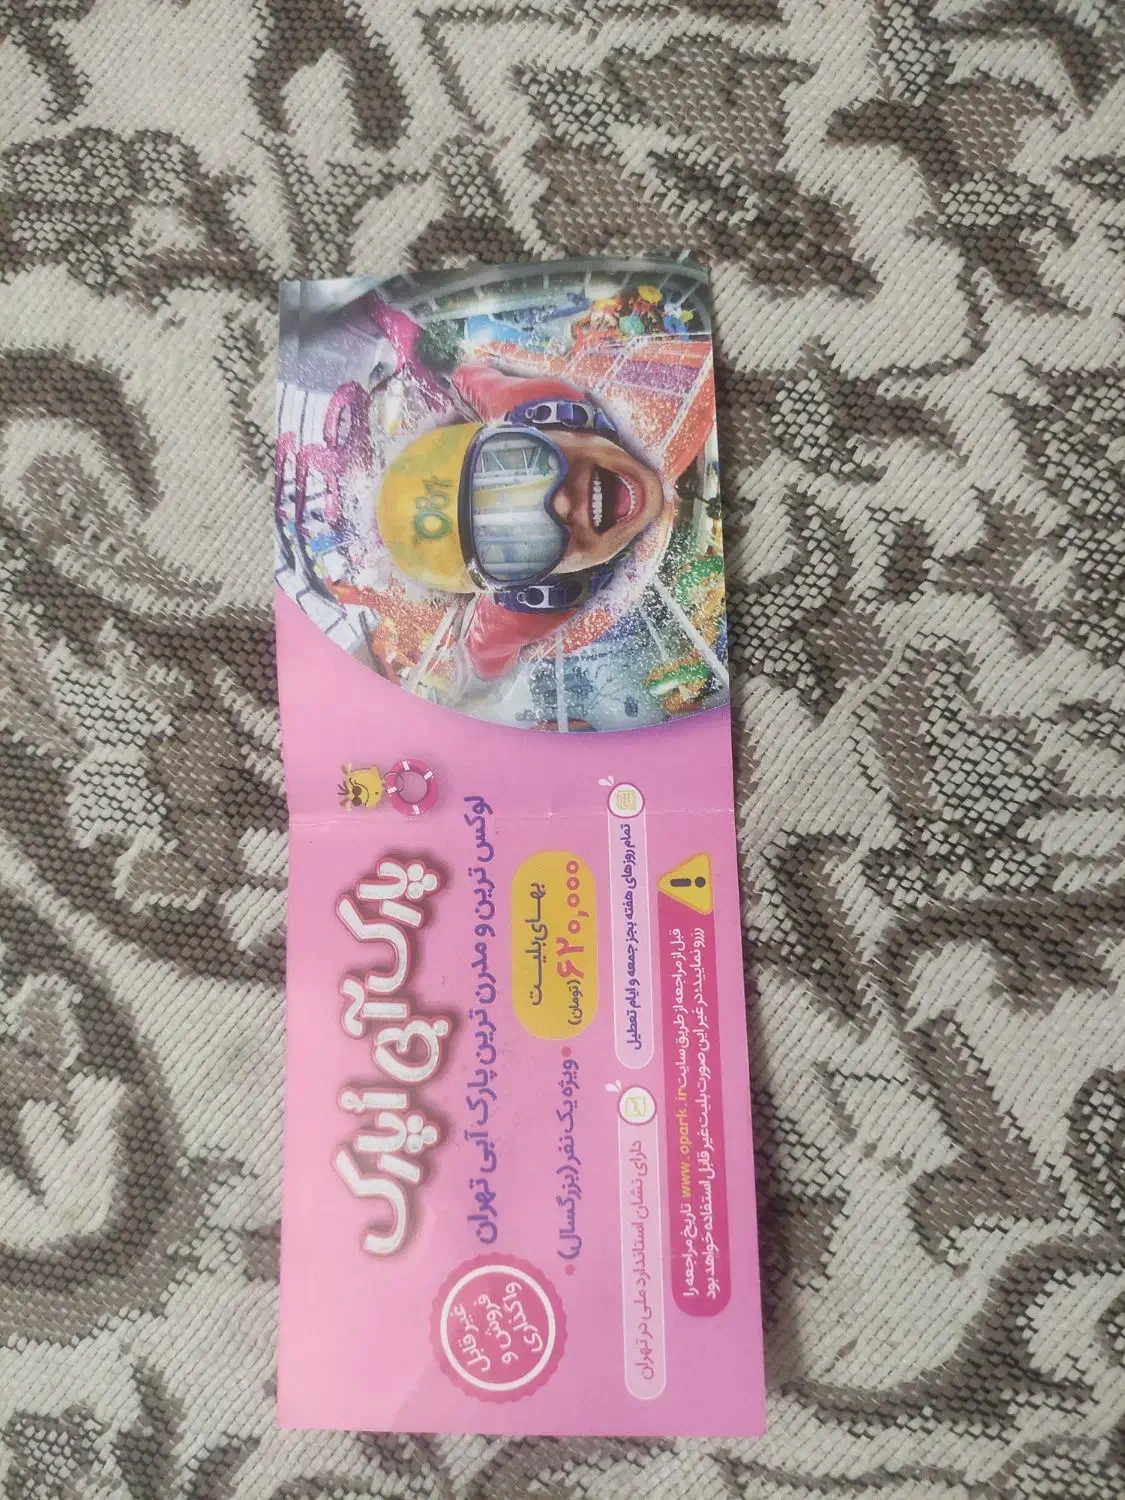 پارک آبی اُپارک
لوکس ترین و مدرن ترین پارک آبی تهران
بهـای بلیـت
۶۲۰,۰۰۰ (تومان)
• ویژه یک نفر (بزرگسال) •
غیر قابل
فروش و
واگذاری
تمام روزهای هفته بجز جمعه و ایام تعطیل
دارای نشان استاندارد ملی در تهران
قبل از مراجعه از طریق سایت www.opark.ir تاریخ مراجعه را
رزرو نمایید؛ در غیر این صورت بلیت غیر قابل استفاده خواهد بود